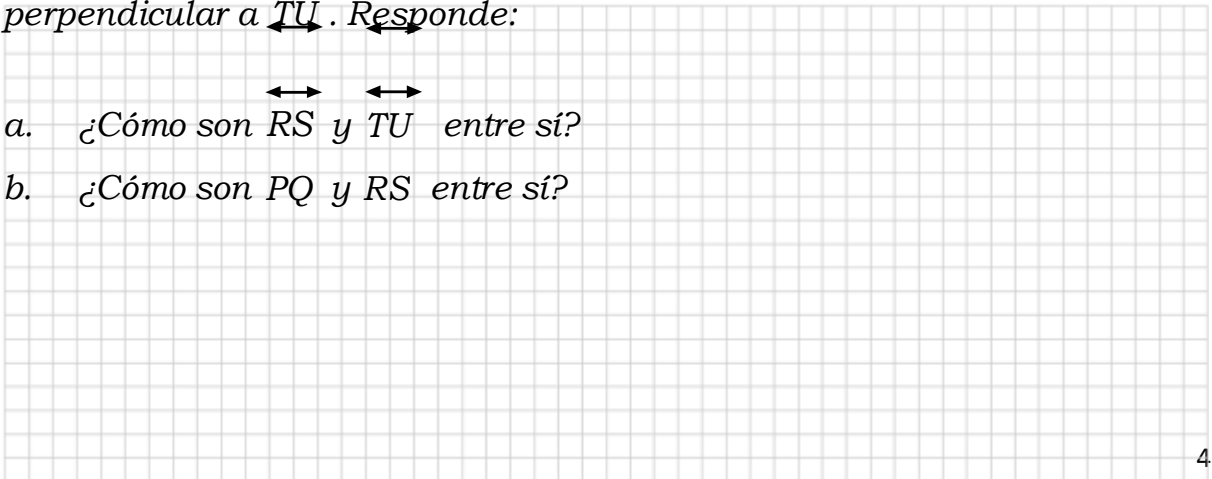 perpendicular a TU . Responde:
a. ¿Cómo son RS y TU entre sí?
b. ¿Cómo son PQ y RS entre sí?
4